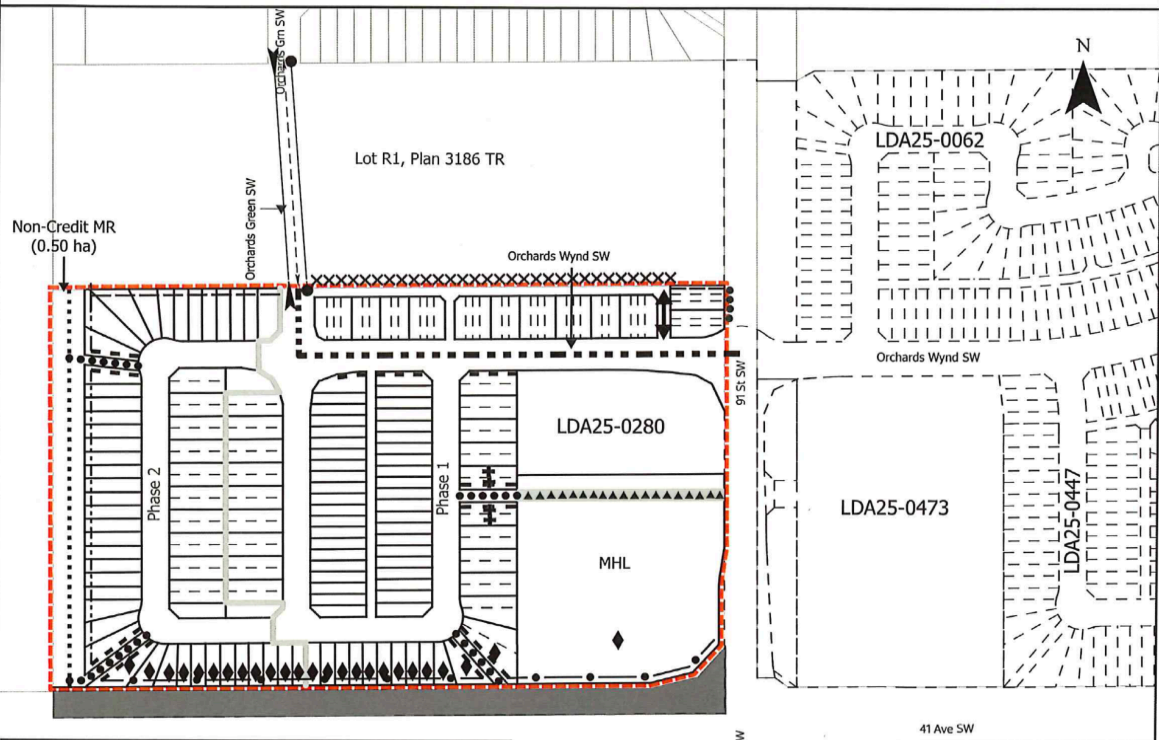 Orchards Grn SW
N
LDA25-0062
Lot R1, Plan 3186 TR
Orchards Green SW
Non-Credit MR
(0.50 ha)
Orchards Wynd SW
Orchards Wynd SW
91 St SW
LDA25-0280
Phase 2
Phase 1
LDA25-0473
LDA25-0447
MHL
41 Ave SW
W